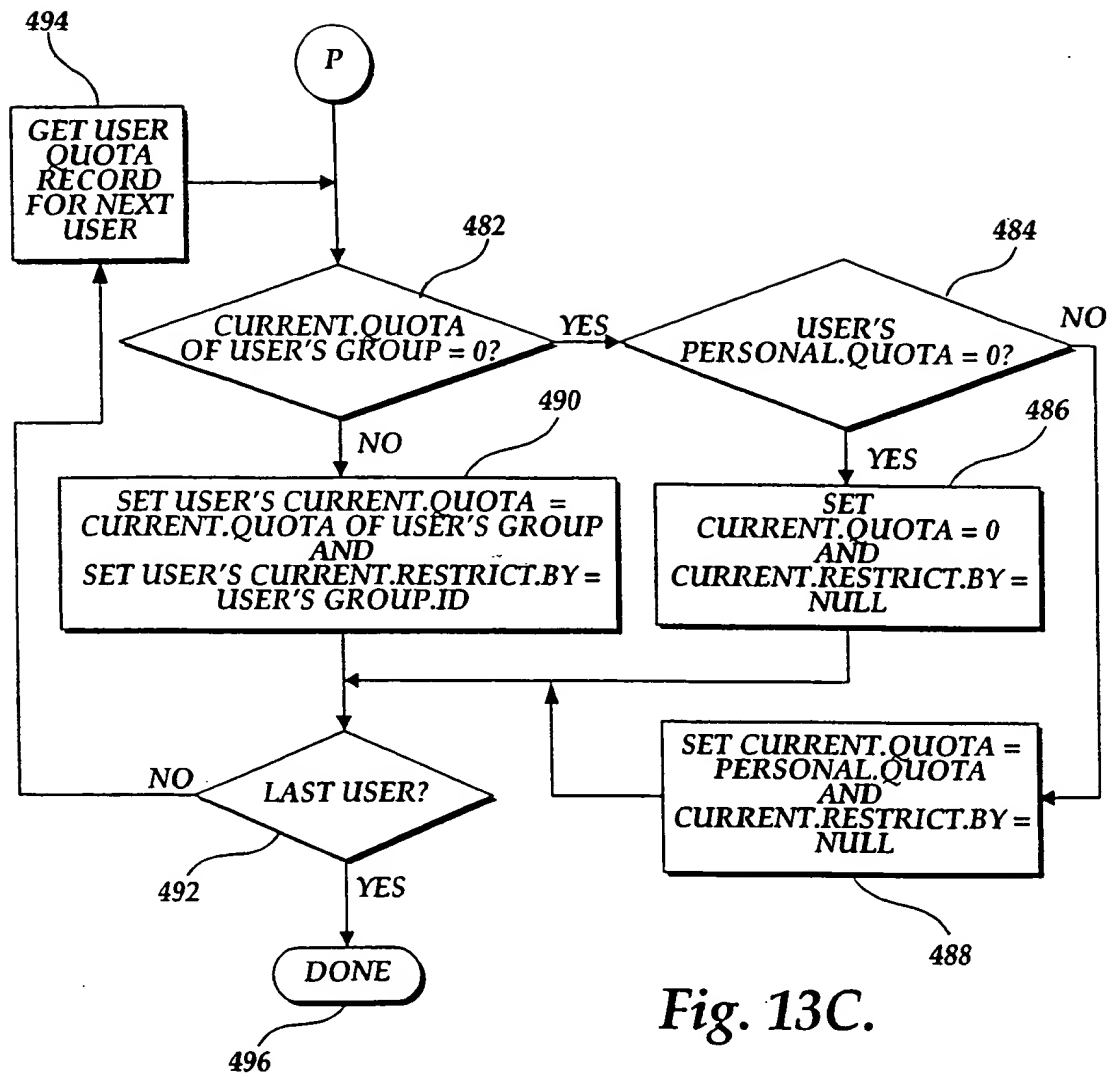 494
P
GET USER
QUOTA
RECORD
FOR NEXT
USER
482
484
CURRENT.QUOTA
OF USER'S GROUP = 0?
YES
USER'S
PERSONAL.QUOTA = 0?
NO
490
486
NO
YES
SET USER'S CURRENT.QUOTA =
CURRENT.QUOTA OF USER'S GROUP
AND
SET USER'S CURRENT.RESTRICT.BY =
USER'S GROUP.ID
SET
CURRENT.QUOTA = 0
AND
CURRENT.RESTRICT.BY =
NULL
SET CURRENT.QUOTA =
PERSONAL.QUOTA
AND
CURRENT.RESTRICT.BY =
NULL
NO
LAST USER?
492
YES
488
DONE
496
Fig. 13C.